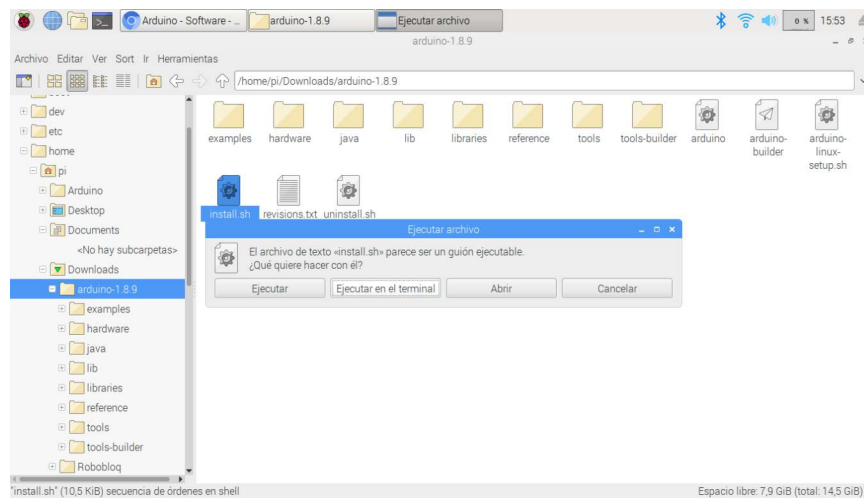 Arduino - Software - ...
arduino-1.8.9
Ejecutar archivo
0 %
15:53
arduino-1.8.9
Archivo Editar Ver Sort Ir Herramientas
/home/pi/Downloads/arduino-1.8.9
dev
etc
home
pi
Arduino
Desktop
Documents
<No hay subcarpetas>
Downloads
arduino-1.8.9
examples
hardware
java
lib
libraries
reference
tools
tools-builder
Robobloq
examples hardware java lib libraries reference tools tools-builder arduino arduino-builder arduino-linux-setup.sh
install.sh revisions.txt uninstall.sh
Ejecutar archivo
El archivo de texto «install.sh» parece ser un guión ejecutable.
¿Qué quiere hacer con él?
Ejecutar Ejecutar en el terminal Abrir Cancelar
"install.sh" (10,5 KiB) secuencia de órdenes en shell
Espacio libre: 7,9 GiB (total: 14,5 GiB)